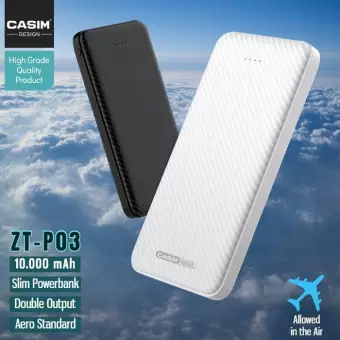 CASIM
DESIGN
High Grade
Quality
Product
ZT-P03
10.000 mAh
Slim Powerbank
Double Output
Aero Standard
CASIM
Allowed
in the Air